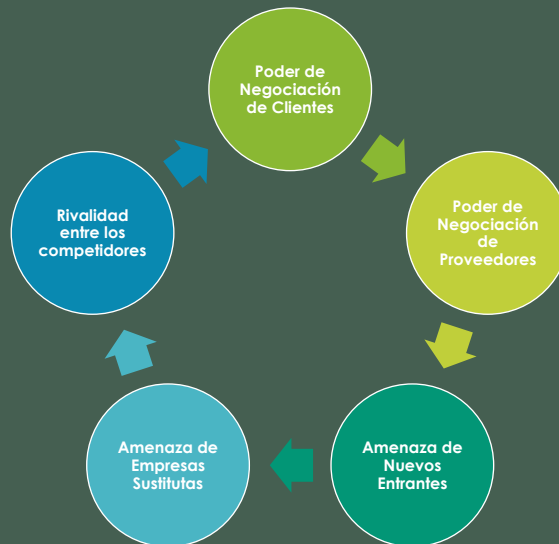 Poder de
Negociación
de Clientes
Poder de
Negociación
de
Proveedores
Amenaza de
Nuevos
Entrantes
Amenaza de
Empresas
Sustitutas
Rivalidad
entre los
competidores